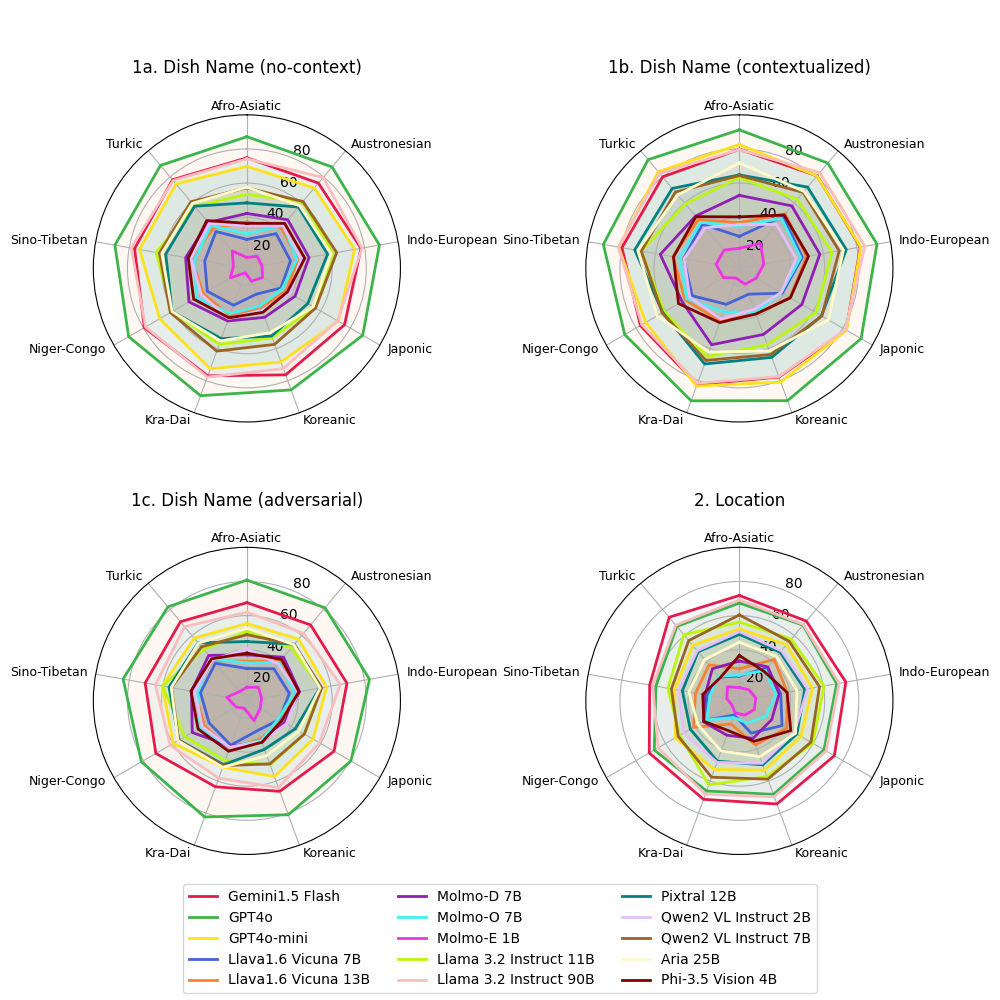 1a. Dish Name (no-context)
Afro-Asiatic
Austronesian
Indo-European
Japonic
Koreanic
Kra-Dai
Niger-Congo
Sino-Tibetan
Turkic
20
40
60
80
1b. Dish Name (contextualized)
Afro-Asiatic
Austronesian
Indo-European
Japonic
Koreanic
Kra-Dai
Niger-Congo
Sino-Tibetan
Turkic
20
40
60
80
1c. Dish Name (adversarial)
Afro-Asiatic
Austronesian
Indo-European
Japonic
Koreanic
Kra-Dai
Niger-Congo
Sino-Tibetan
Turkic
20
40
60
80
2. Location
Afro-Asiatic
Austronesian
Indo-European
Japonic
Koreanic
Kra-Dai
Niger-Congo
Sino-Tibetan
Turkic
20
40
60
80
Gemini1.5 Flash
GPT4o
GPT4o-mini
Llava1.6 Vicuna 7B
Llava1.6 Vicuna 13B
Molmo-D 7B
Molmo-O 7B
Molmo-E 1B
Llama 3.2 Instruct 11B
Llama 3.2 Instruct 90B
Pixtral 12B
Qwen2 VL Instruct 2B
Qwen2 VL Instruct 7B
Aria 25B
Phi-3.5 Vision 4B